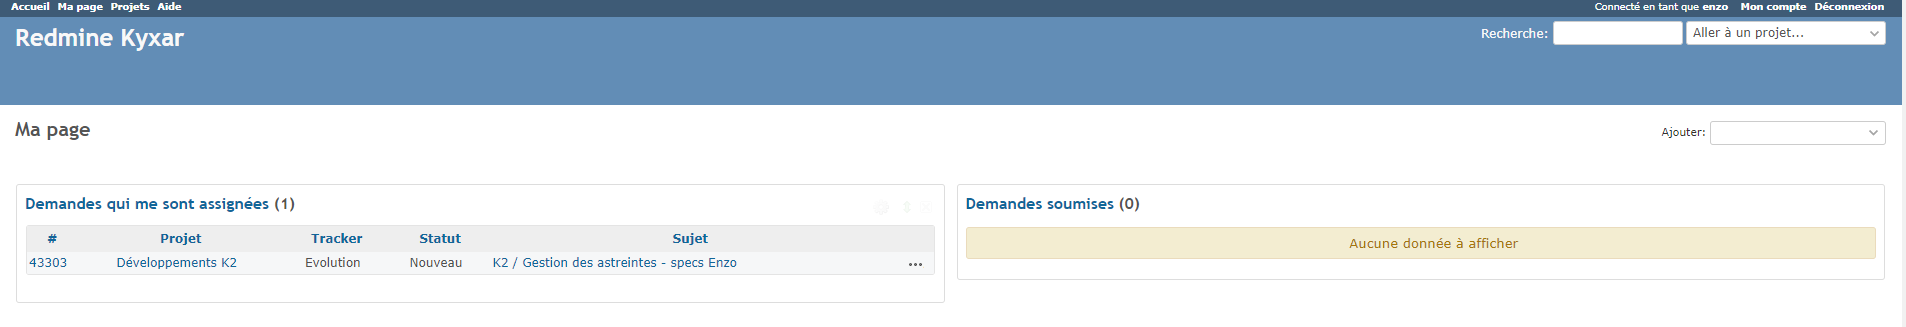 Accueil Ma page Projets Aide Connecté en tant que enzo Mon compte Déconnexion
Redmine Kyxar Recherche: Aller à un projet...
Ma page Ajouter:
Demandes qui me sont assignées (1)
# Projet Tracker Statut Sujet
43303 Développements K2 Evolution Nouveau K2 / Gestion des astreintes - specs Enzo ...
Demandes soumises (0)
Aucune donnée à afficher